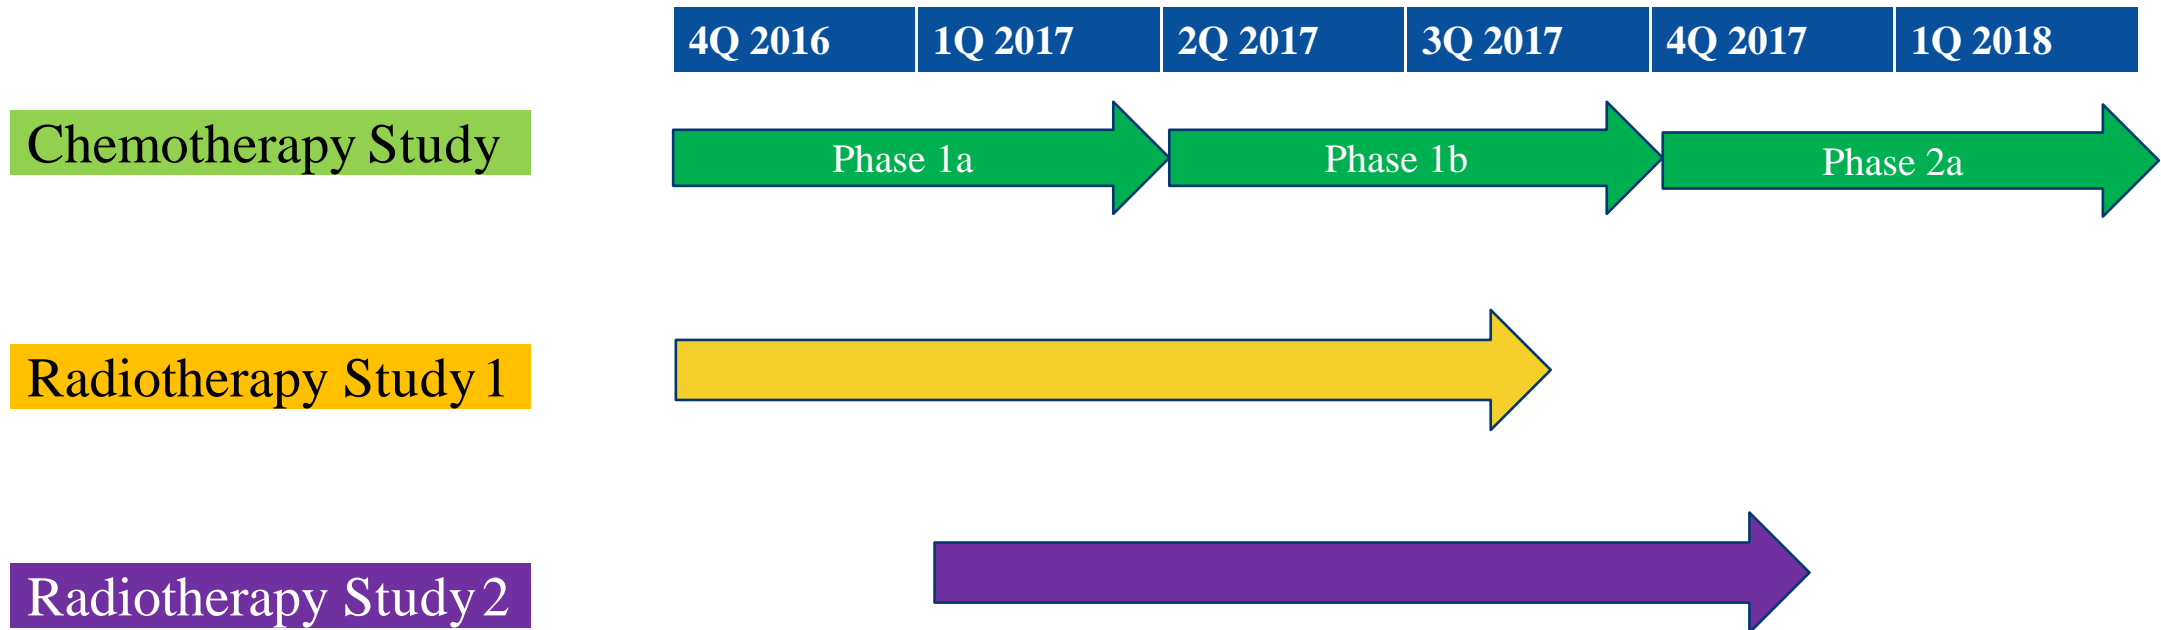 4Q 2016 1Q 2017 2Q 2017 3Q 2017 4Q 2017 1Q 2018
Chemotherapy Study
Phase 1a Phase 1b Phase 2a
Radiotherapy Study 1
Radiotherapy Study 2